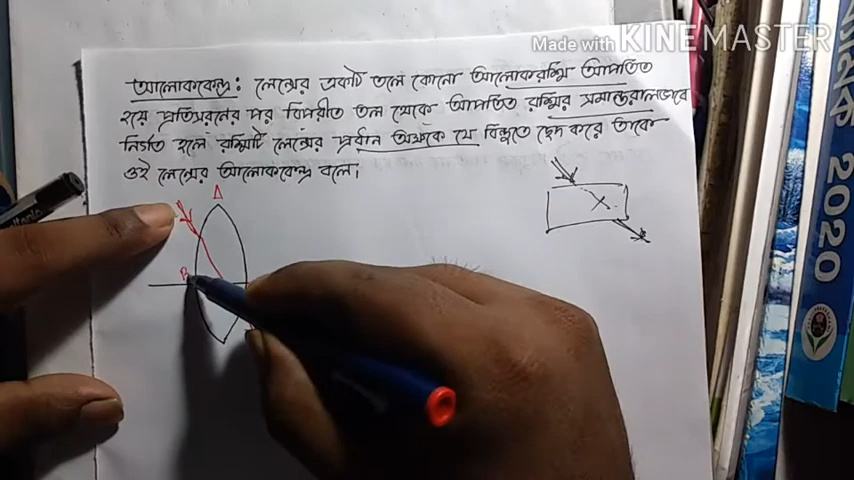 Made with KINEMASTER
আলোককেন্দ্র : লেন্সের একটি তলে কোনো আলোকরশ্মি আপতিত
হয়ে প্রতিসরনের পর বিপরীত তল থেকে আপতিত রশ্মির সমান্তরালভাবে
নির্গত হলে রশ্মিটি লেন্সের প্রধান অক্ষকে যে বিন্দুতে ছেদ করে তাকে
ওই লেন্সের আলোককেন্দ্র বলে।
A
B
2020